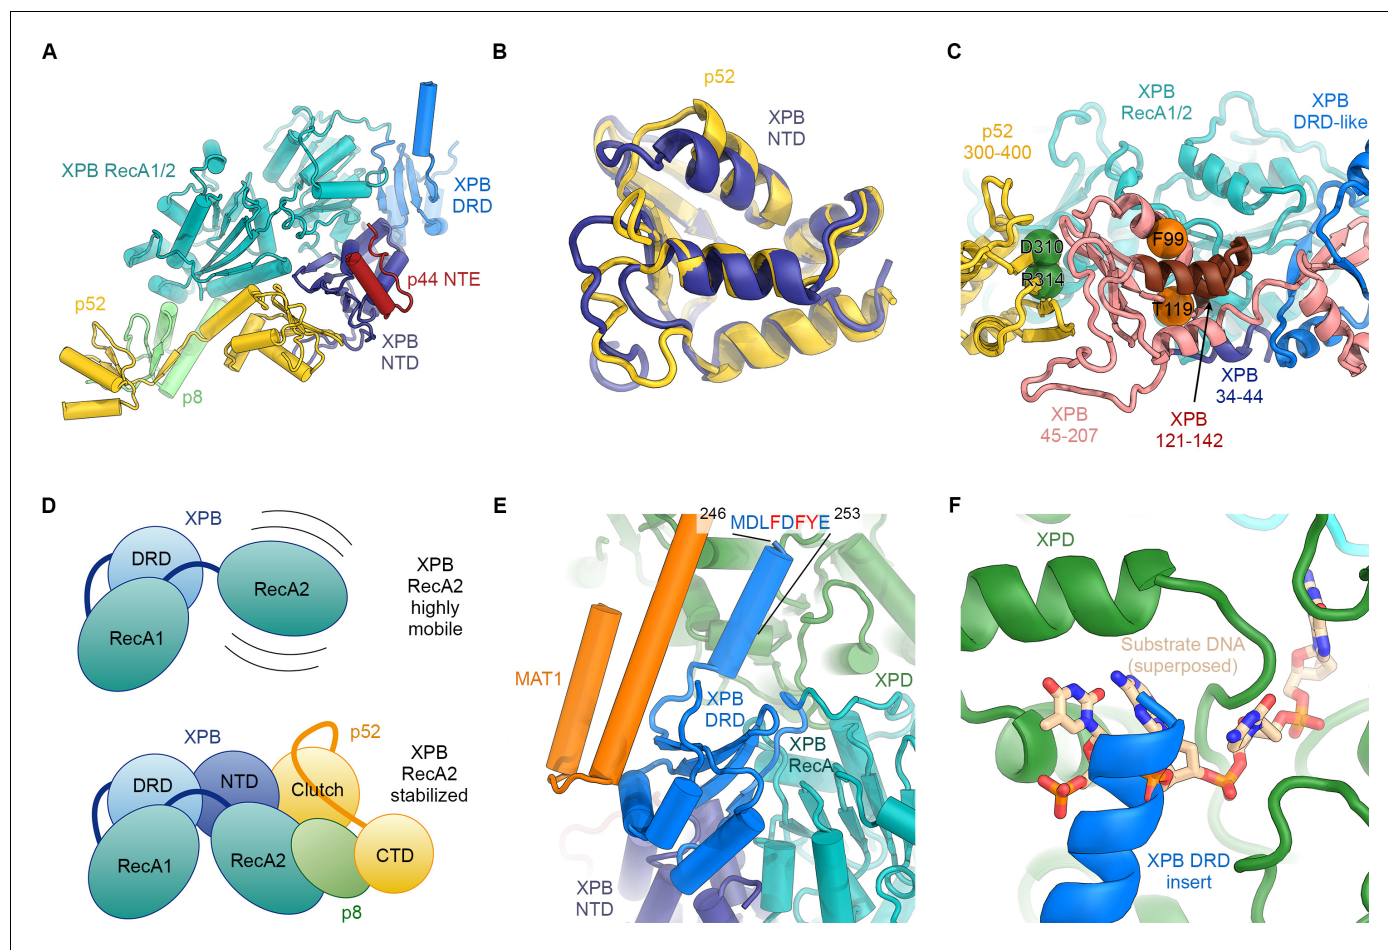 A
XPB RecA1/2
XPB
DRD
p44 NTE
p52
XPB
NTD
p8
B
p52
XPB
NTD
C
XPB
RecA1/2
XPB
DRD-like
p52
300-400
D310
R314
F99
T119
XPB
34-44
XPB
45-207
XPB
121-142
D
XPB
DRD
RecA2
RecA1
XPB
RecA2
highly
mobile
XPB
p52
DRD
NTD
Clutch
RecA1
RecA2
CTD
p8
XPB
RecA2
stabilized
E
246 MDLFDFYE 253
MAT1
XPD
XPB
DRD
XPB
RecA
XPB
NTD
F
XPD
Substrate DNA
(superposed)
XPB DRD
insert